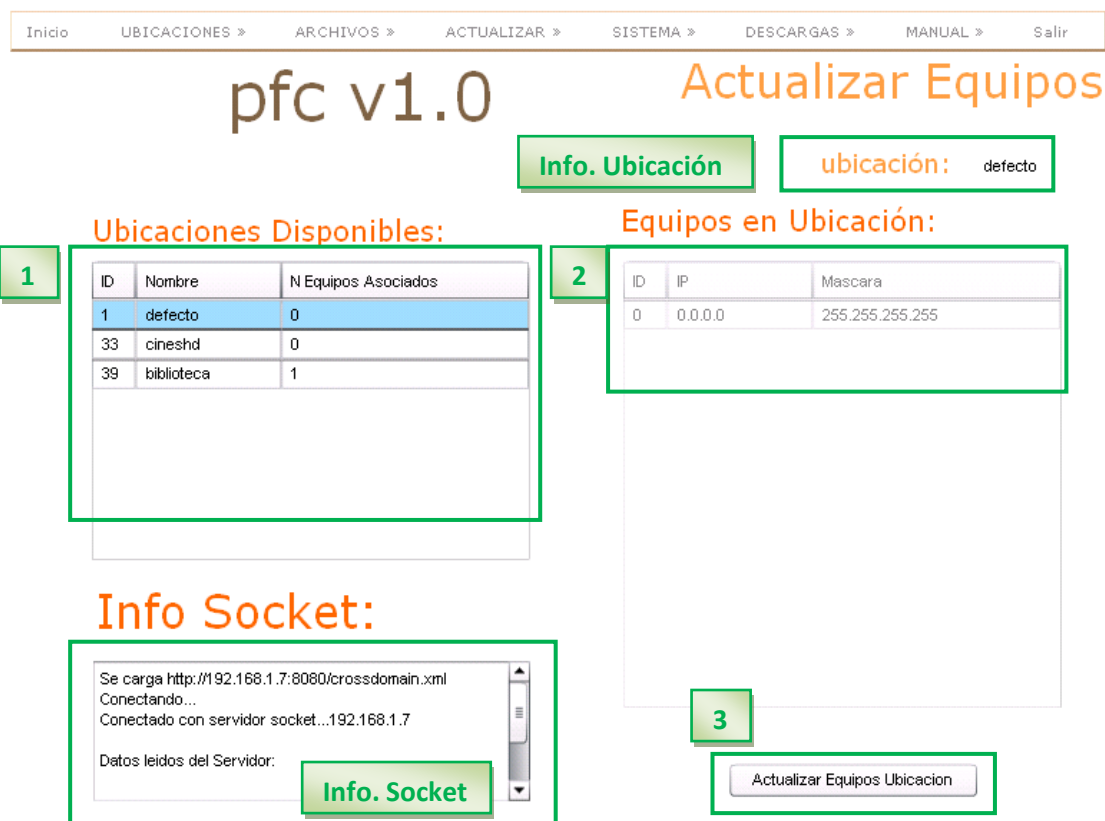 Inicio UBICACIONES » ARCHIVOS » ACTUALIZAR » SISTEMA » DESCARGAS » MANUAL » Salir
pfc v1.0
Actualizar Equipos
Info. Ubicación
ubicación: defecto
Ubicaciones Disponibles:
1
ID Nombre N Equipos Asociados
1 defecto 0
33 cineshd 0
39 biblioteca 1
Equipos en Ubicación:
2
ID IP Mascara
0 0.0.0.0 255.255.255.255
Info Socket:
Se carga http://192.168.1.7:8080/crossdomain.xml
Conectando...
Conectado con servidor socket...192.168.1.7
Datos leidos del Servidor:
Info. Socket
3
Actualizar Equipos Ubicacion